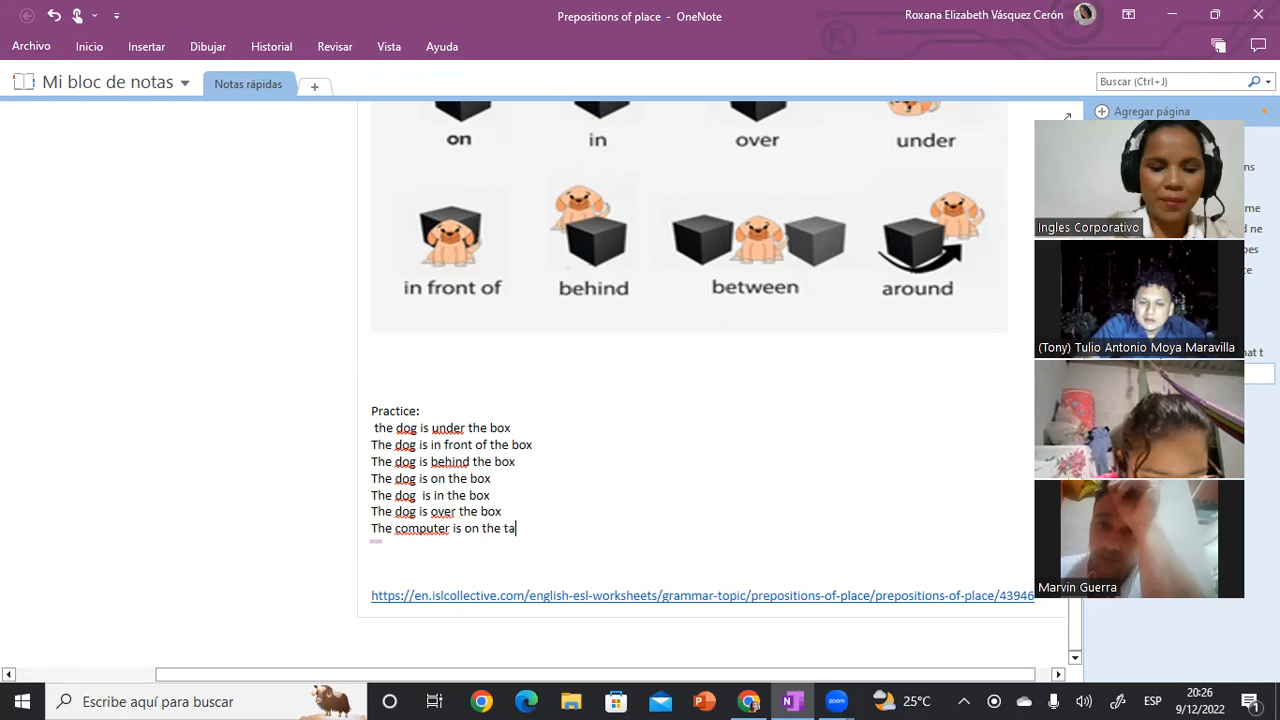 Prepositions of place - OneNote
Roxana Elizabeth Vásquez Cerón
Archivo Inicio Insertar Dibujar Historial Revisar Vista Ayuda
Mi bloc de notas Notas rápidas +
Buscar (Ctrl+J)
Agregar página
on in over under
in front of behind between around
Practice:
the dog is under the box
The dog is in front of the box
The dog is behind the box
The dog is on the box
The dog is in the box
The dog is over the box
The computer is on the ta
https://en.islcollective.com/english-esl-worksheets/grammar-topic/prepositions-of-place/prepositions-of-place/43946
Ingles Corporativo
(Tony) Tulio Antonio Moya Maravilla
Marvin Guerra
Escribe aquí para buscar
zoom
25°C
ESP
20:26
9/12/2022
1